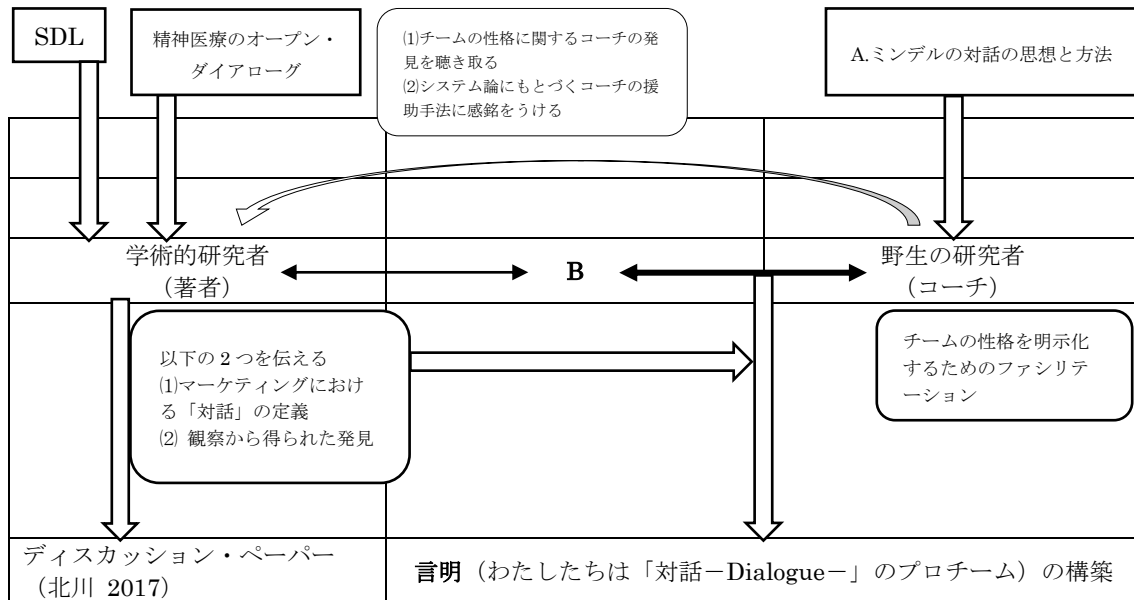 SDL
精神医療のオープン・
ダイアローグ
⑴チームの性格に関するコーチの発
見を聴き取る
⑵システム論にもとづくコーチの援
助手法に感銘をうける
A.ミンデルの対話の思想と方法
学術的研究者
（著者）
B
野生の研究者
（コーチ）
以下の 2 つを伝える
⑴マーケティングにおけ
る「対話」の定義
⑵ 観察から得られた発見
チームの性格を明示化
するためのファシリテ
ーション
ディスカッション・ペーパー
（北川 2017）
言明（わたしたちは「対話－Dialogue－」のプロチーム）の構築